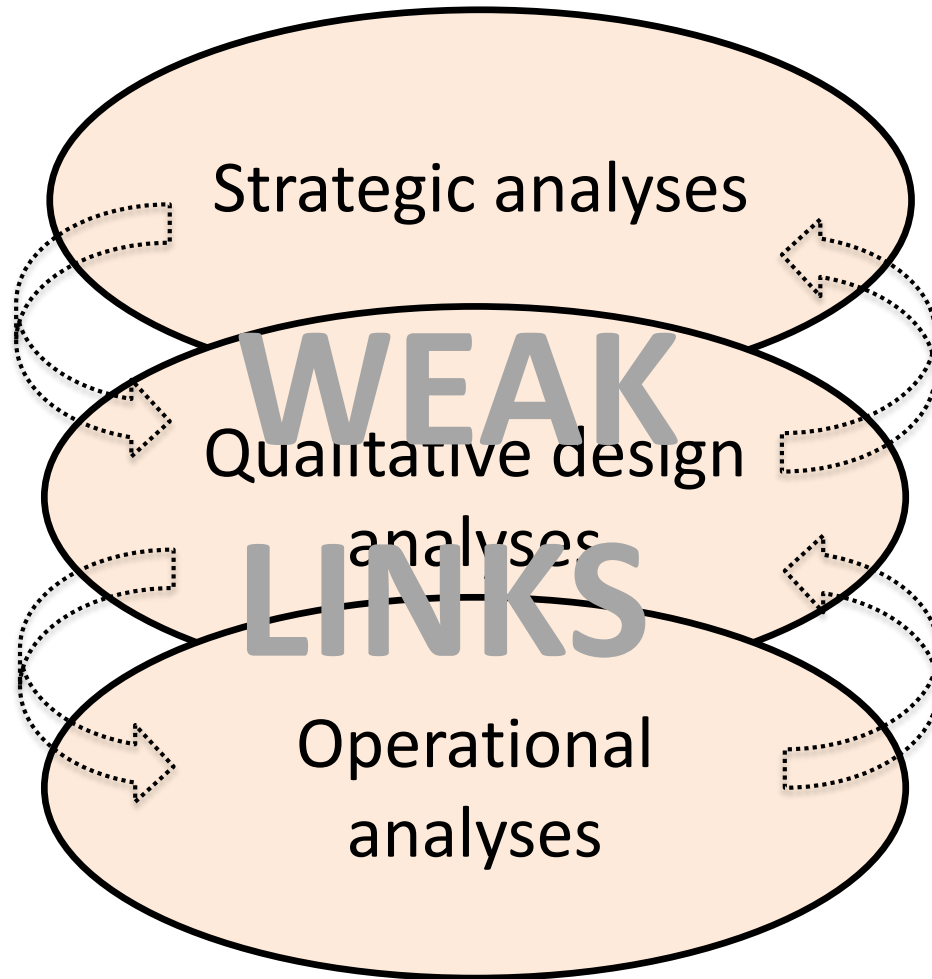 Strategic analyses
WEAK
Qualitative design
analyses
LINKS
Operational
analyses